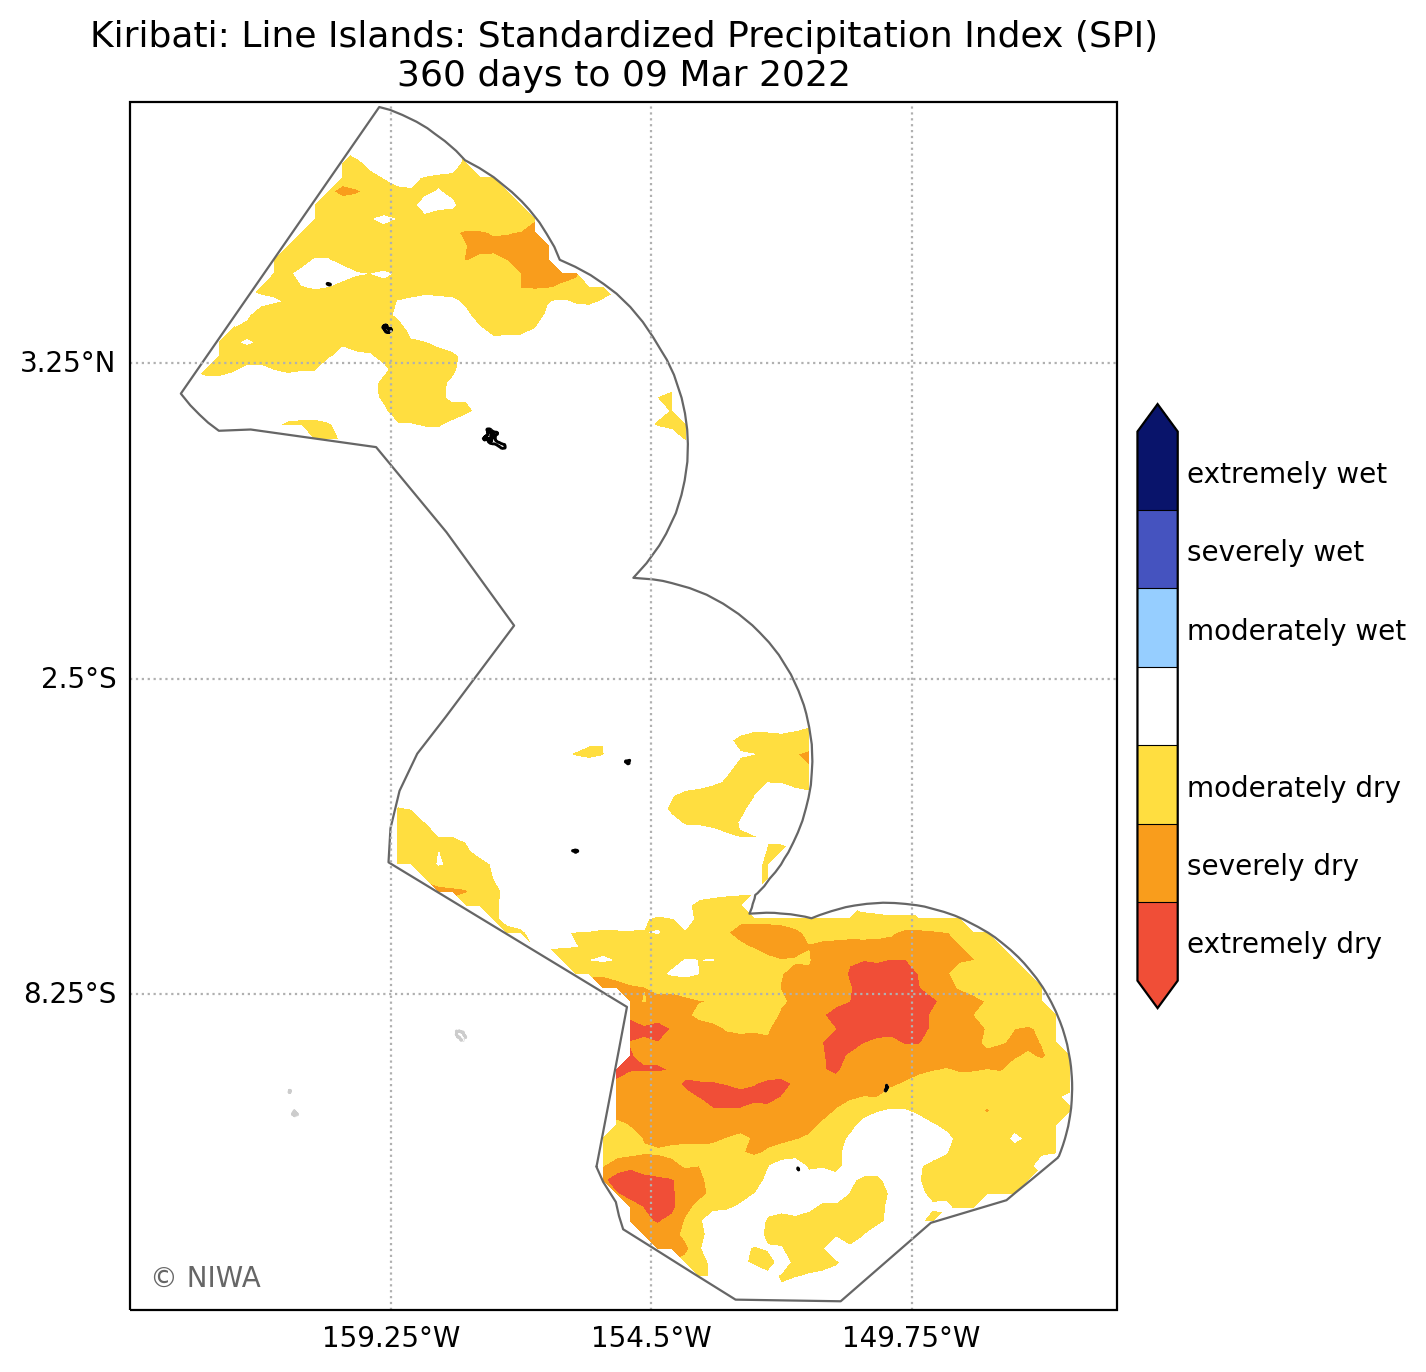 Kiribati: Line Islands: Standardized Precipitation Index (SPI)
360 days to 09 Mar 2022
3.25°N
2.5°S
8.25°S
159.25°W
154.5°W
149.75°W
extremely wet
severely wet
moderately wet
moderately dry
severely dry
extremely dry
© NIWA